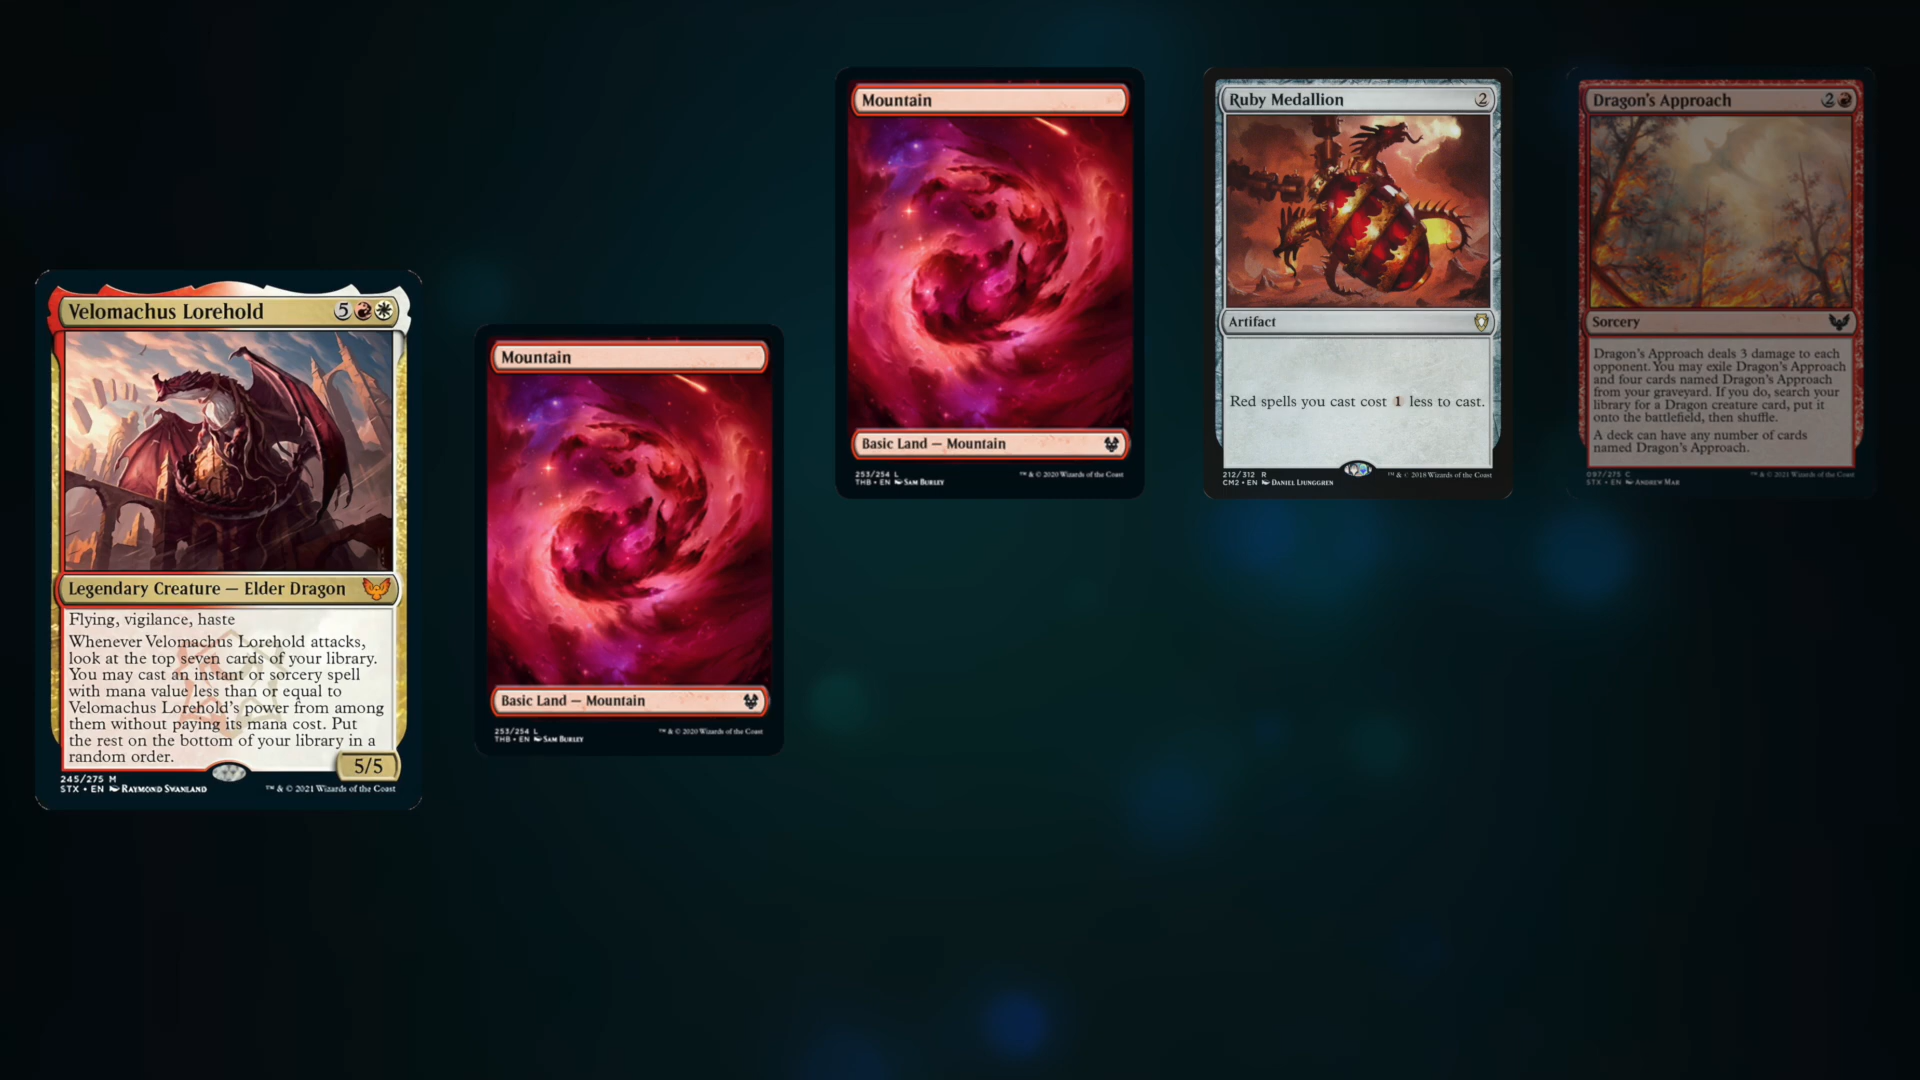 Velomachus Lorehold 5
Legendary Creature — Elder Dragon
Flying, vigilance, haste
Whenever Velomachus Lorehold attacks,
look at the top seven cards of your library.
You may cast an instant or sorcery spell
with mana value less than or equal to
Velomachus Lorehold's power from among
them without paying its mana cost. Put
the rest on the bottom of your library in a
random order.
5/5
245/275 M
STX • EN Raymond Swanland ™ & © 2021 Wizards of the Coast
Mountain
Basic Land — Mountain
253/254 L
THB • EN Sam Burley ™ & © 2020 Wizards of the Coast
Mountain
Basic Land — Mountain
253/254 L
THB • EN Sam Burley ™ & © 2020 Wizards of the Coast
Ruby Medallion 2
Artifact
Red spells you cast cost 1 less to cast.
212/312 R
CM2 • EN Daniel Ljunggren ™ & © 2018 Wizards of the Coast
Dragon's Approach 2
Sorcery
Dragon's Approach deals 3 damage to each
opponent. You may exile Dragon's Approach
and four cards named Dragon's Approach
from your graveyard. If you do, search your
library for a Dragon creature card, put it
onto the battlefield, then shuffle.
A deck can have any number of cards
named Dragon's Approach.
097/275 C
STX • EN Andrew Mar ™ & © 2021 Wizards of the Coast